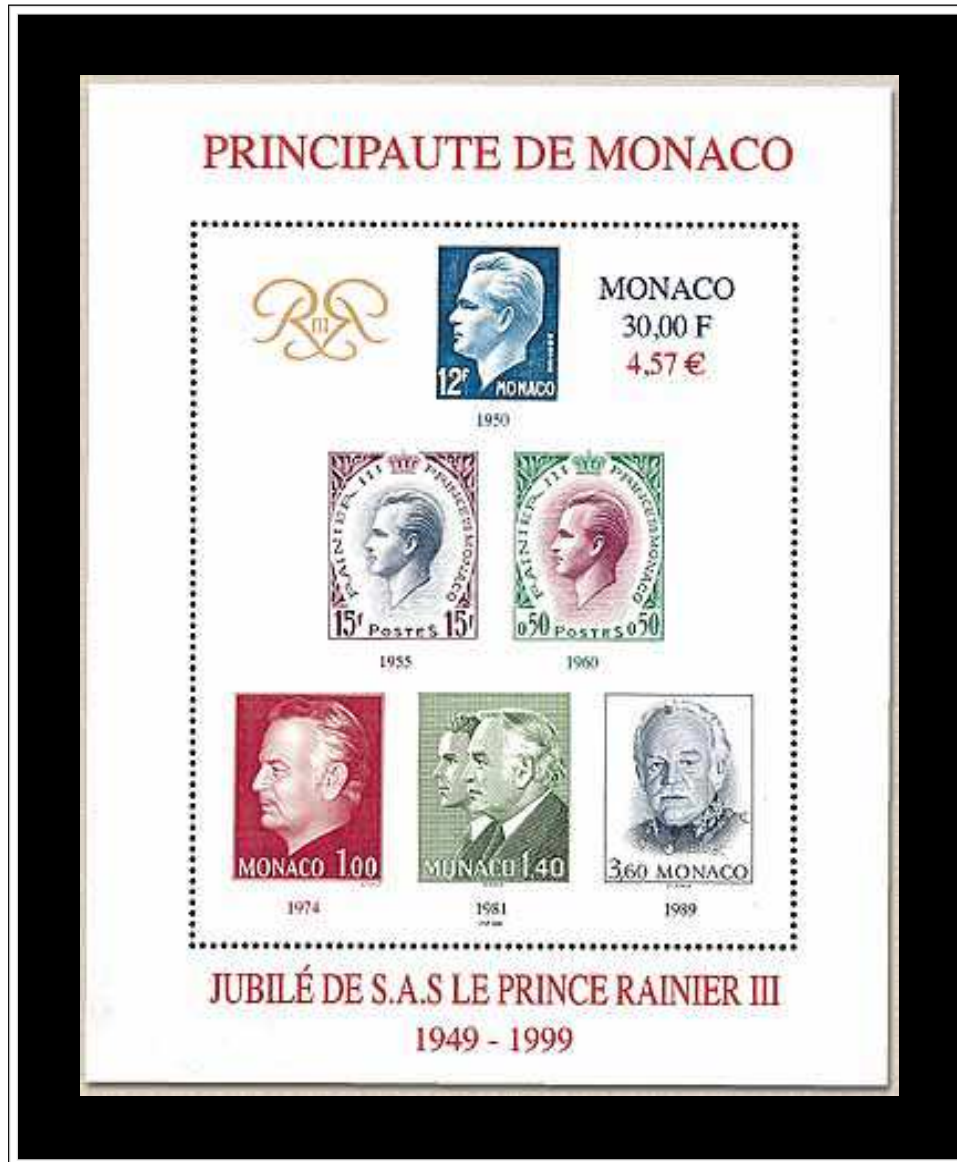 PRINCIPAUTE DE MONACO
RR III
MONACO
30,00 F
4,57 €
12F MONACO
1950
RAINIER III PRINCE DE MONACO
15F POSTES 15F
1955
RAINIER III PRINCE DE MONACO
0,50 POSTES 0,50
1960
MONACO 1,00
1974
MONACO 1,40
1981
3,60 MONACO
1989
JUBILÉ DE S.A.S LE PRINCE RAINIER III
1949 - 1999